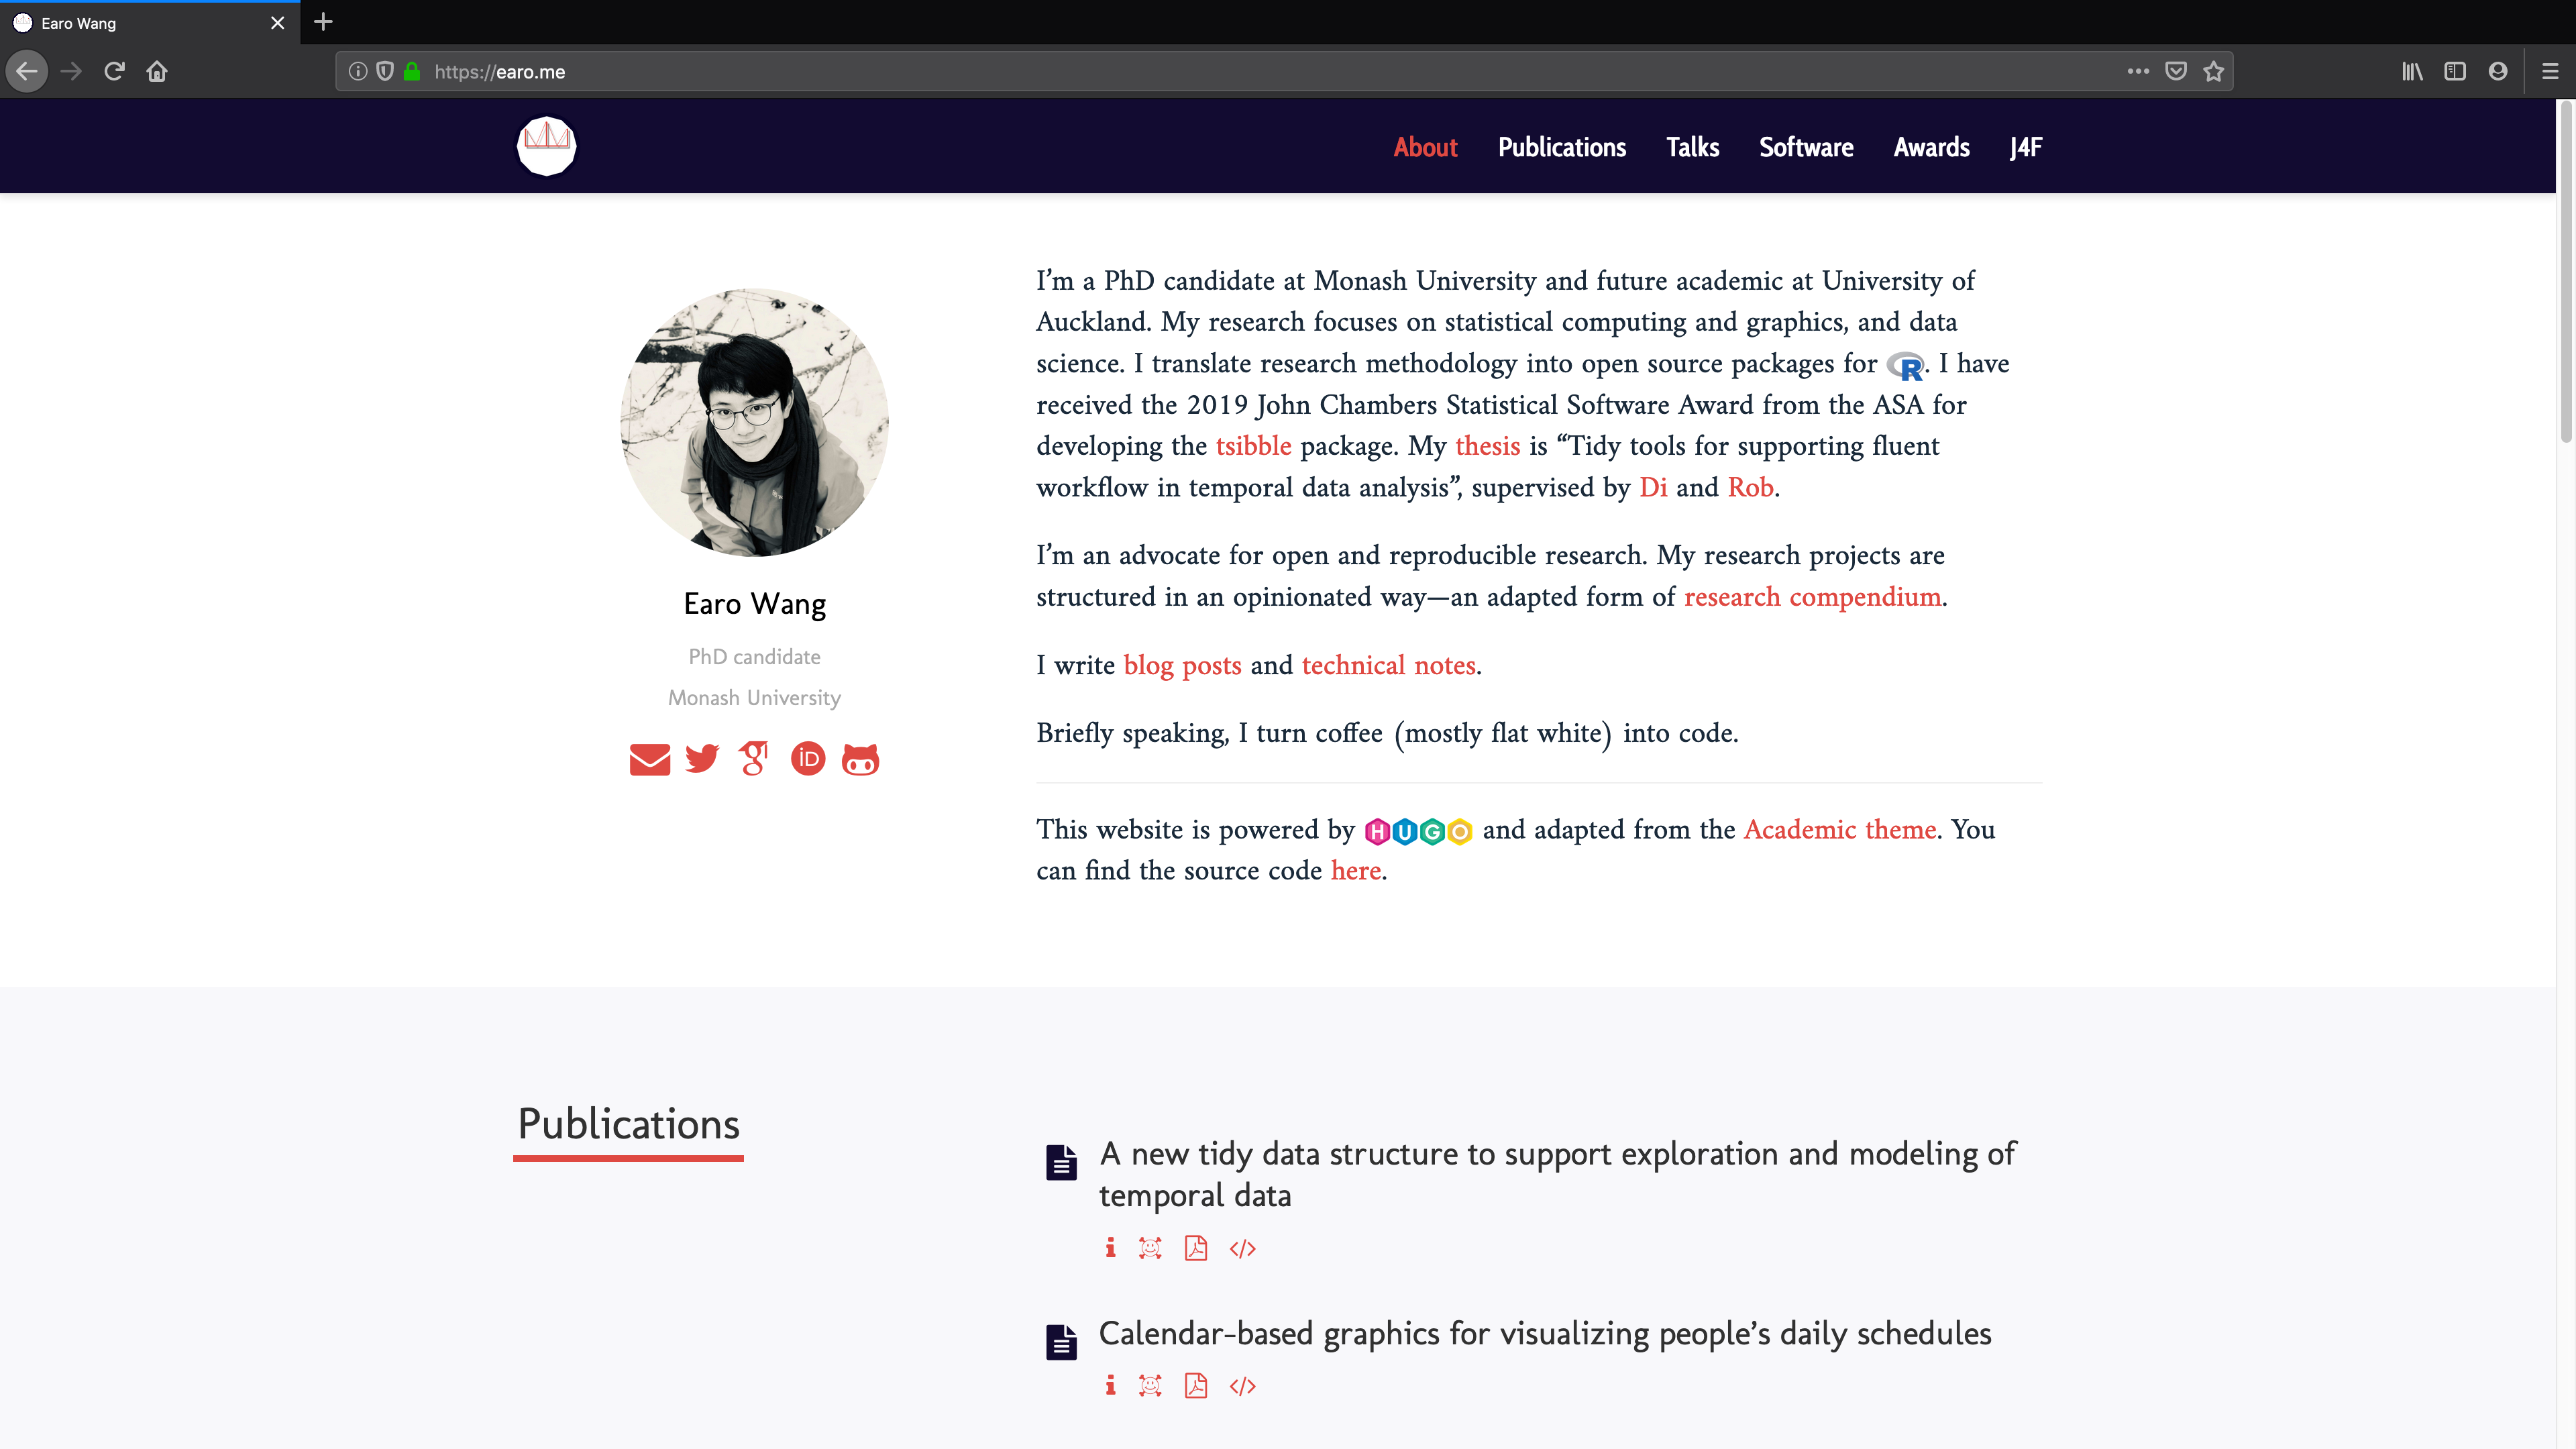 Earo Wang
https://earo.me
About Publications Talks Software Awards J4F
I'm a PhD candidate at Monash University and future academic at University of
Auckland. My research focuses on statistical computing and graphics, and data
science. I translate research methodology into open source packages for R. I have
received the 2019 John Chambers Statistical Software Award from the ASA for
developing the tsibble package. My thesis is “Tidy tools for supporting fluent
workflow in temporal data analysis”, supervised by Di and Rob.
I'm an advocate for open and reproducible research. My research projects are
structured in an opinionated way—an adapted form of research compendium.
I write blog posts and technical notes.
Briefly speaking, I turn coffee (mostly flat white) into code.
This website is powered by HUGO and adapted from the Academic theme. You
can find the source code here.
Earo Wang
PhD candidate
Monash University
iD
Publications
A new tidy data structure to support exploration and modeling of
temporal data
Calendar-based graphics for visualizing people's daily schedules